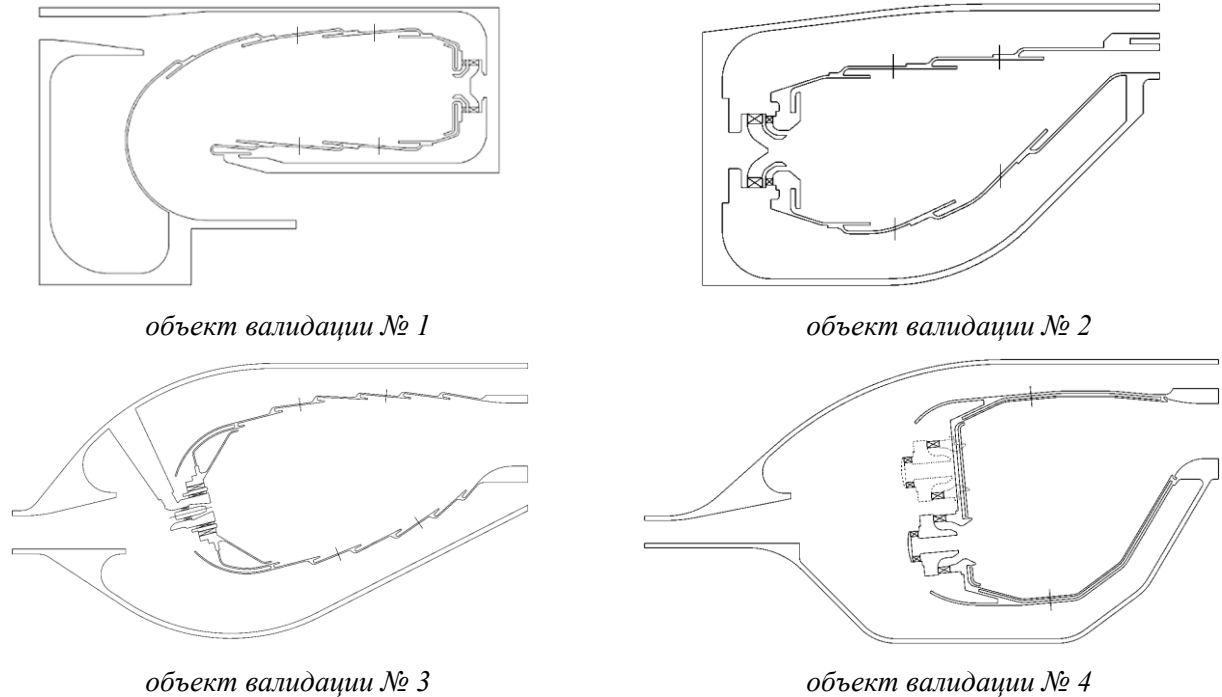 объект валидации № 1
объект валидации № 2
объект валидации № 3
объект валидации № 4